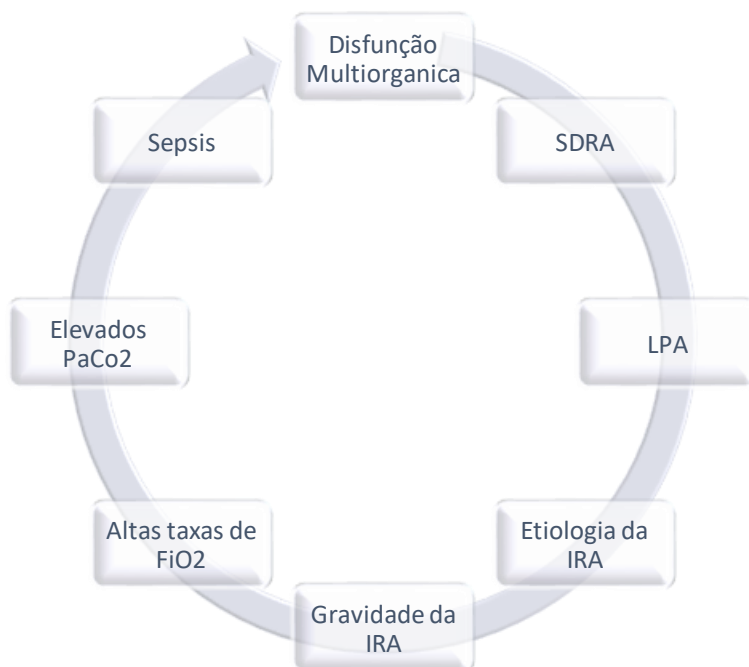 Disfunção
Multiorganica
SDRA
LPA
Etiologia da
IRA
Gravidade da
IRA
Altas taxas de
FiO2
Elevados
PaCo2
Sepsis